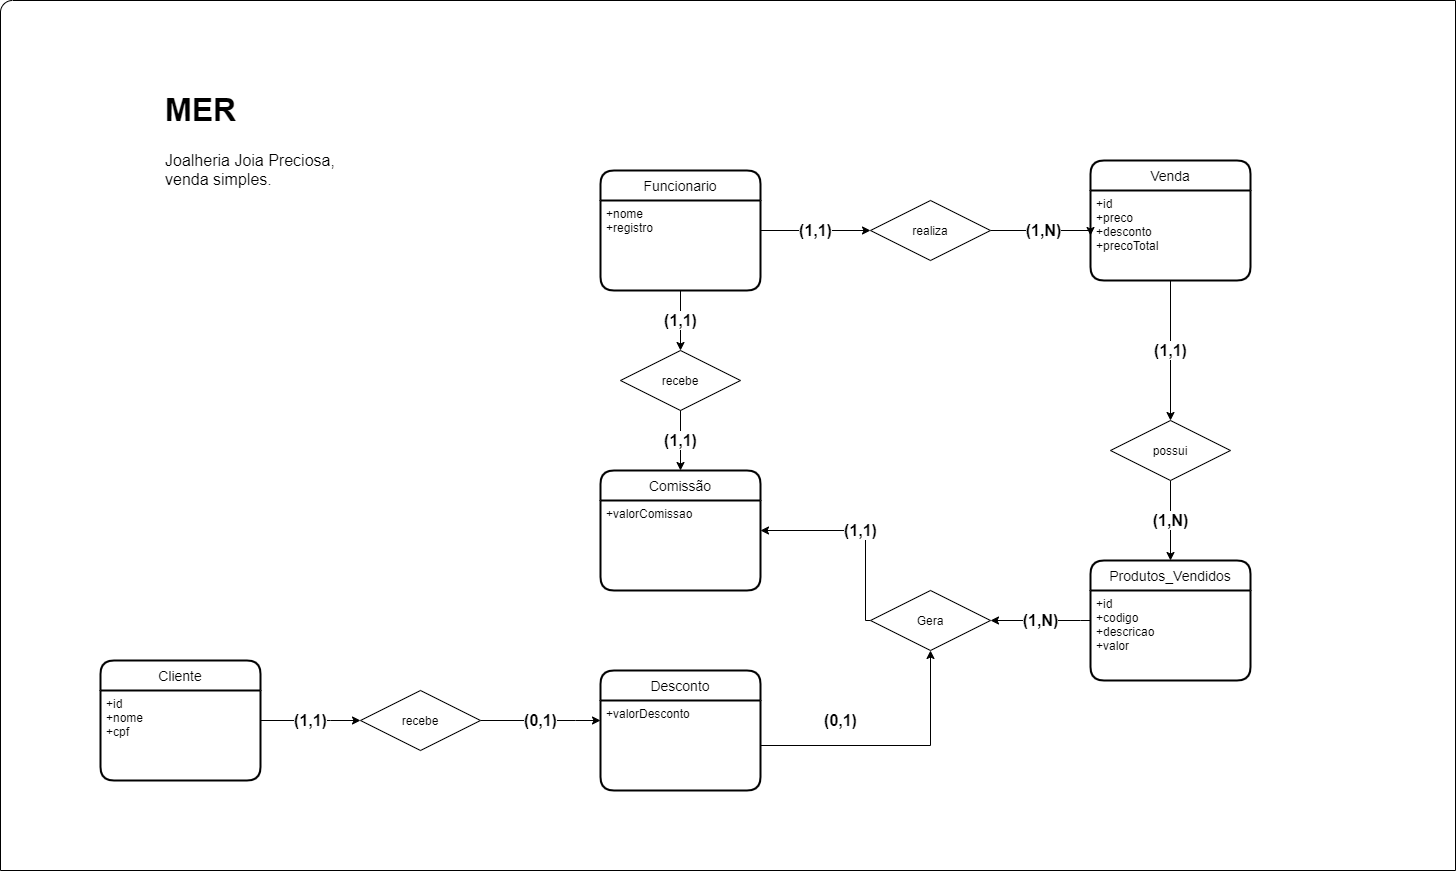 MER
Joalheria Joia Preciosa,
venda simples.
Funcionario
+nome
+registro
(1,1)
realiza
(1,N)
Venda
+id
+preco
+desconto
+precoTotal
(1,1)
recebe
(1,1)
(1,1)
possui
(1,N)
Comissão
+valorComissao
(1,1)
Gera
(1,N)
Produtos_Vendidos
+id
+codigo
+descricao
+valor
Cliente
+id
+nome
+cpf
(1,1)
recebe
(0,1)
Desconto
+valorDesconto
(0,1)